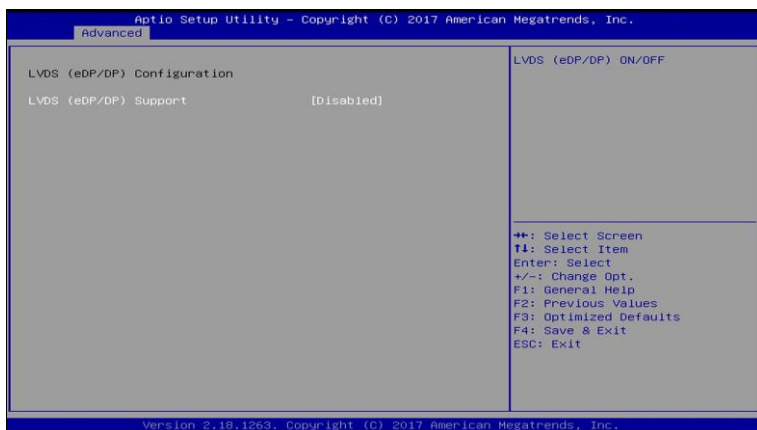 Aptio Setup Utility – Copyright (C) 2017 American Megatrends, Inc.
Advanced
LVDS (eDP/DP) Configuration
LVDS (eDP/DP) Support [Disabled]
LVDS (eDP/DP) ON/OFF
→←: Select Screen
↑↓: Select Item
Enter: Select
+/-: Change Opt.
F1: General Help
F2: Previous Values
F3: Optimized Defaults
F4: Save & Exit
ESC: Exit
Version 2.18.1263. Copyright (C) 2017 American Megatrends, Inc.